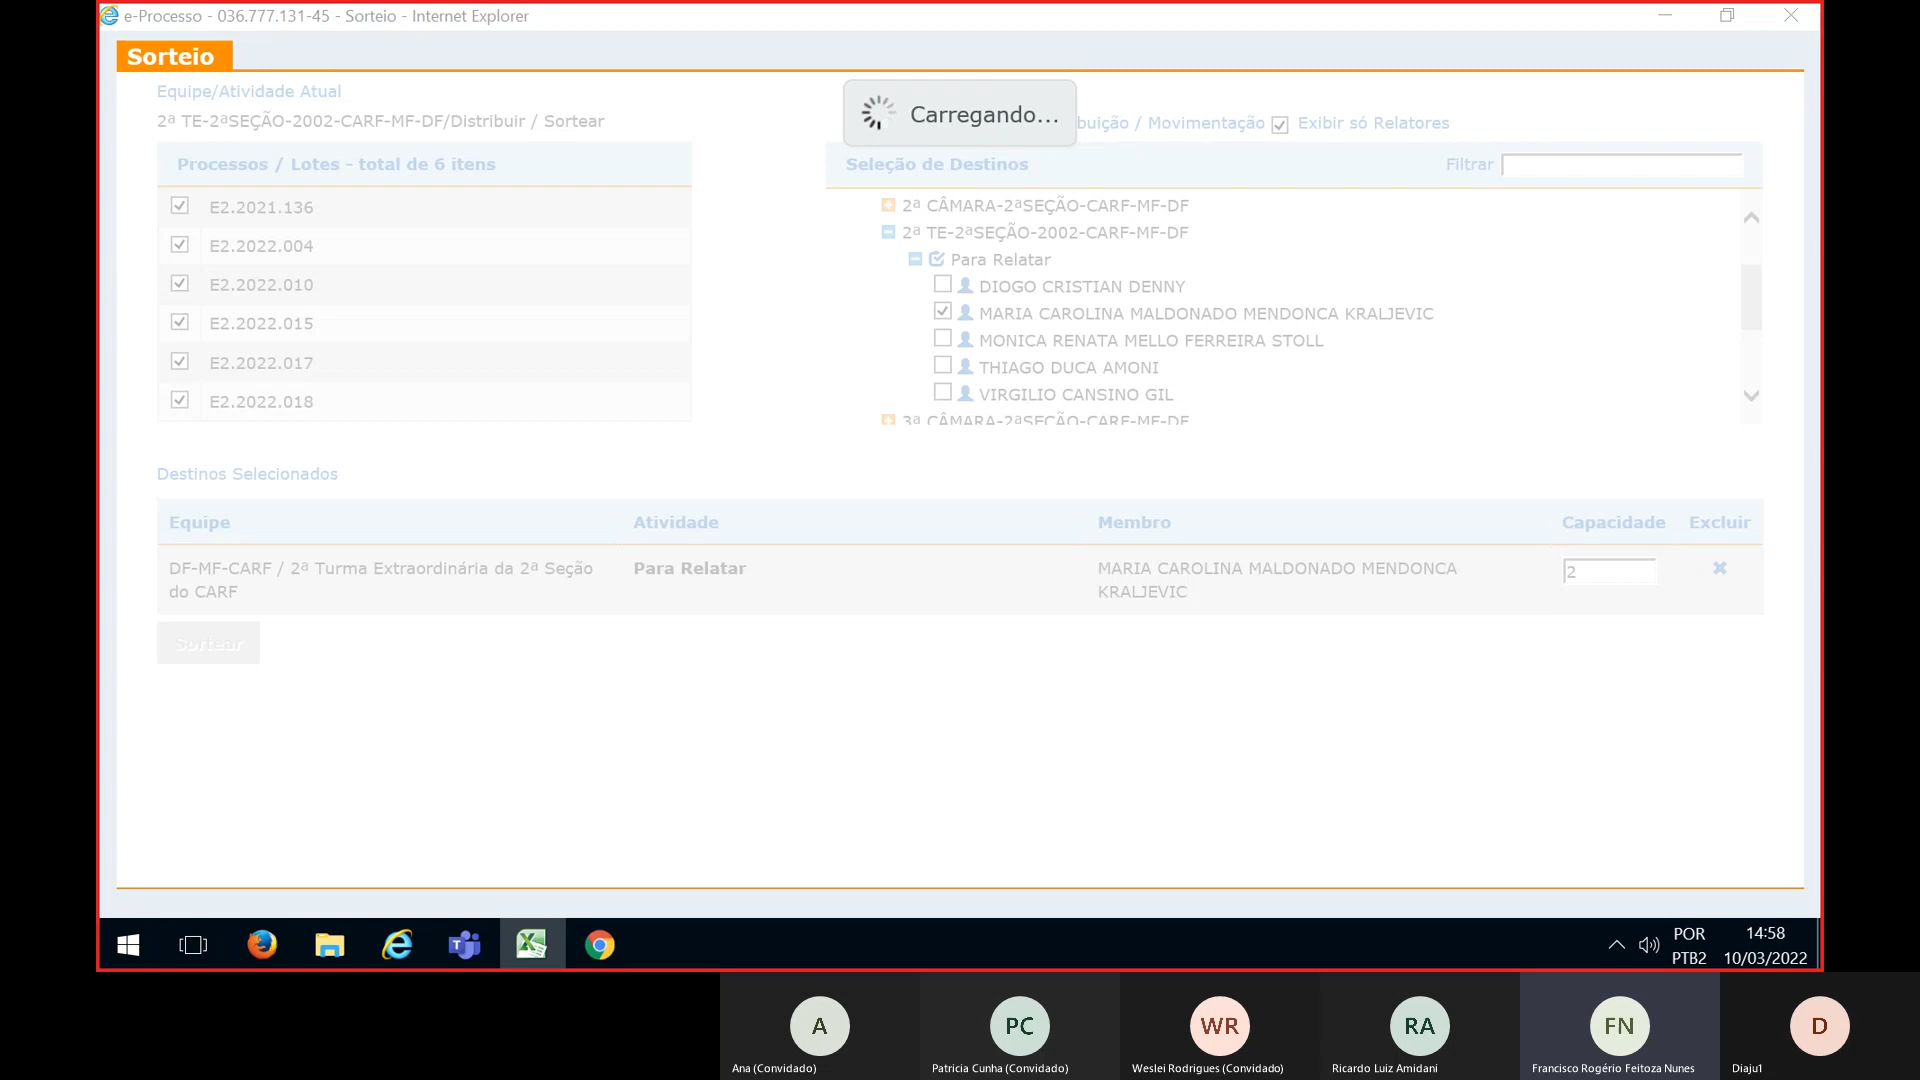 e-Processo - 036.777.131-45 - Sorteio - Internet Explorer
Sorteio
Equipe/Atividade Atual
2ª TE-2ªSEÇÃO-2002-CARF-MF-DF/Distribuir / Sortear
Carregando...
buição / Movimentação Exibir só Relatores
Processos / Lotes - total de 6 itens
E2.2021.136
E2.2022.004
E2.2022.010
E2.2022.015
E2.2022.017
E2.2022.018
Seleção de Destinos Filtrar
2ª CÂMARA-2ªSEÇÃO-CARF-MF-DF
2ª TE-2ªSEÇÃO-2002-CARF-MF-DF
Para Relatar
DIOGO CRISTIAN DENNY
MARIA CAROLINA MALDONADO MENDONCA KRALJEVIC
MONICA RENATA MELLO FERREIRA STOLL
THIAGO DUCA AMONI
VIRGILIO CANSINO GIL
3ª CÂMARA-2ªSEÇÃO-CARF-MF-DF
Destinos Selecionados
Equipe Atividade Membro Capacidade Excluir
DF-MF-CARF / 2ª Turma Extraordinária da 2ª Seção do CARF
Para Relatar
MARIA CAROLINA MALDONADO MENDONCA KRALJEVIC
2
Sortear
POR
PTB2
14:58
10/03/2022
A
Ana (Convidado)
PC
Patricia Cunha (Convidado)
WR
Weslei Rodrigues (Convidado)
RA
Ricardo Luiz Amidani
FN
Francisco Rogério Feitoza Nunes
D
Diaju1